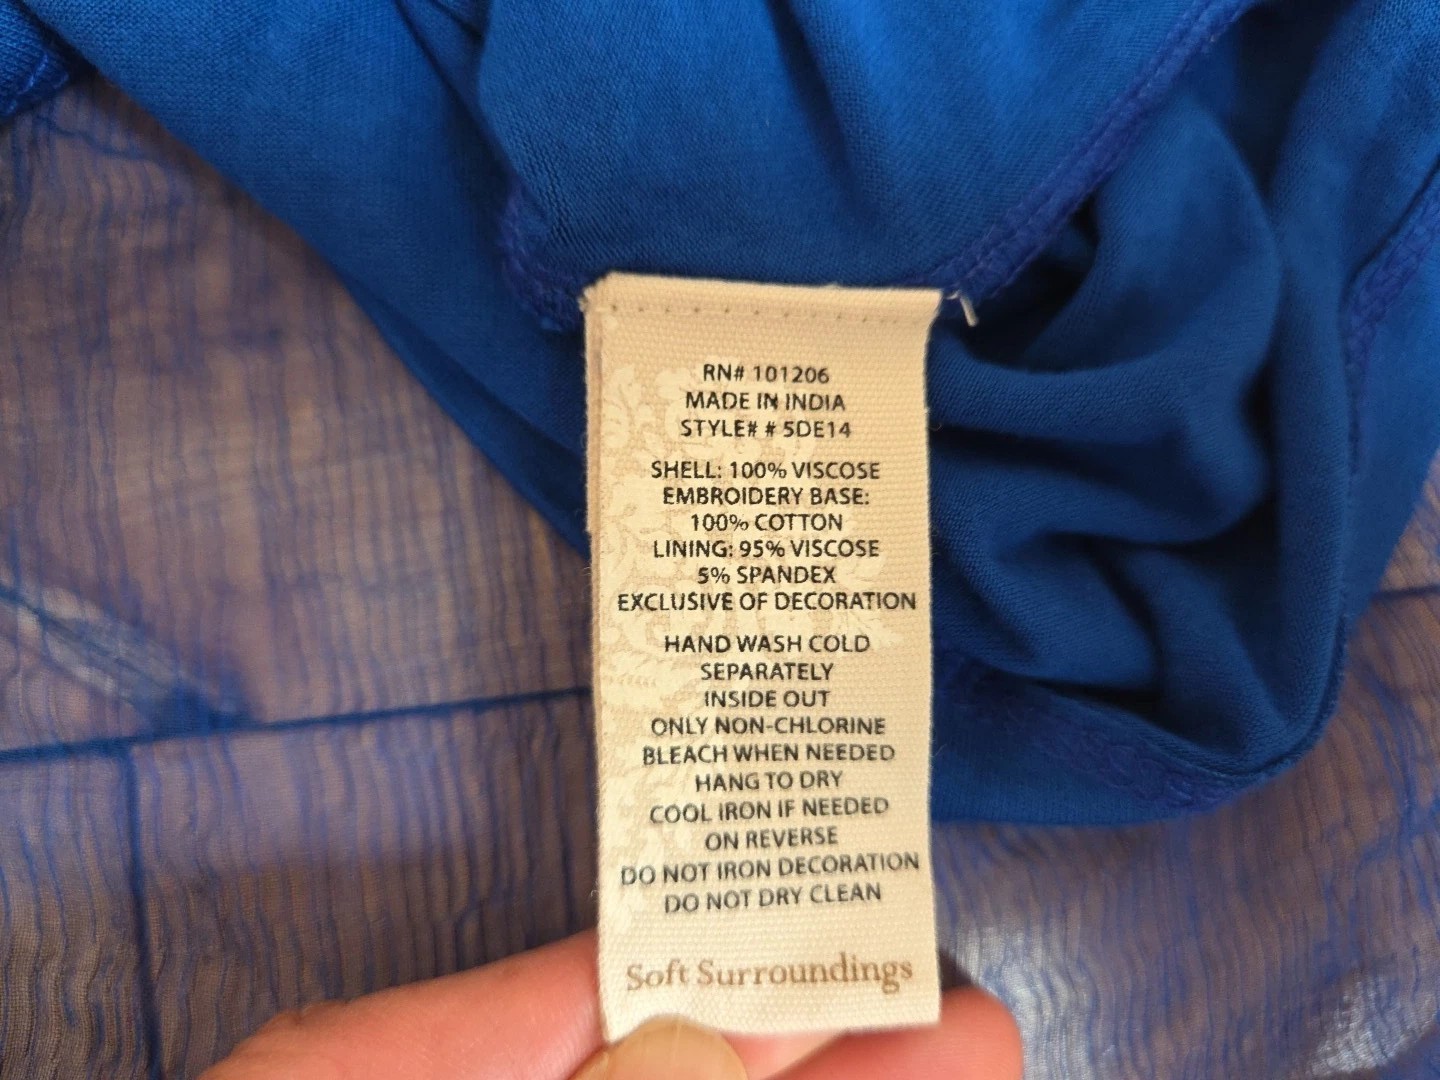 RN# 101206
MADE IN INDIA
STYLE# # 5DE14
SHELL: 100% VISCOSE
EMBROIDERY BASE:
100% COTTON
LINING: 95% VISCOSE
5% SPANDEX
EXCLUSIVE OF DECORATION
HAND WASH COLD
SEPARATELY
INSIDE OUT
ONLY NON-CHLORINE
BLEACH WHEN NEEDED
HANG TO DRY
COOL IRON IF NEEDED
ON REVERSE
DO NOT IRON DECORATION
DO NOT DRY CLEAN
Soft Surroundings